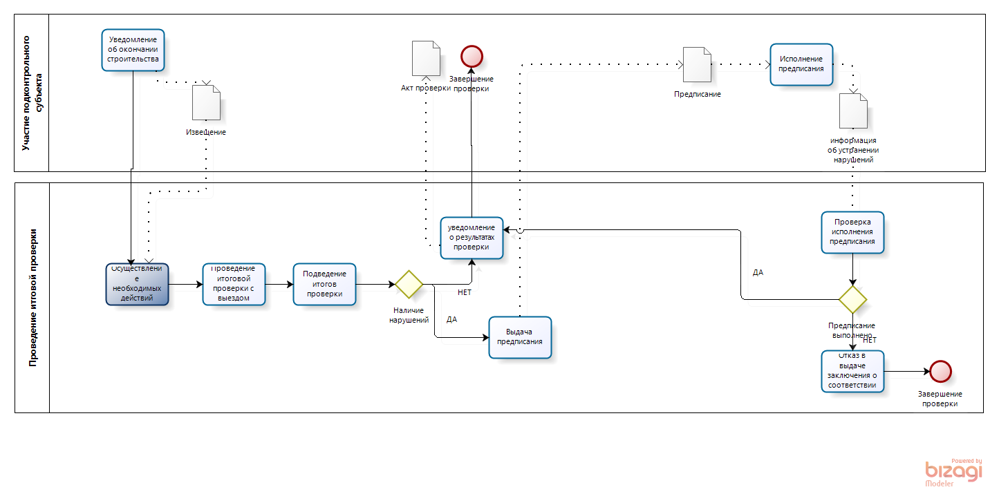 Участие подконтрольного
субъекта
Уведомление
об окончании
строительства
Извещение
Акт проверки
Завершение
проверки
Предписание
Исполнение
предписания
информация
об устранении
нарушений
Проведение итговой проверки
Осуществлени
е
необходимых
действий
Проведение
итоговой
проверки с
выездом
Подведение
итогов
проверки
Наличие
нарушений
НЕТ
ДА
уведомление
о результатах
проверки
Выдача
предписания
ДА
Проверка
исполнения
предписания
Предписание
выполнено
НЕТ
Отказ в
выдаче
заключения о
соответствии
Завершение
проверки
Powered by
bizagi
Modeler